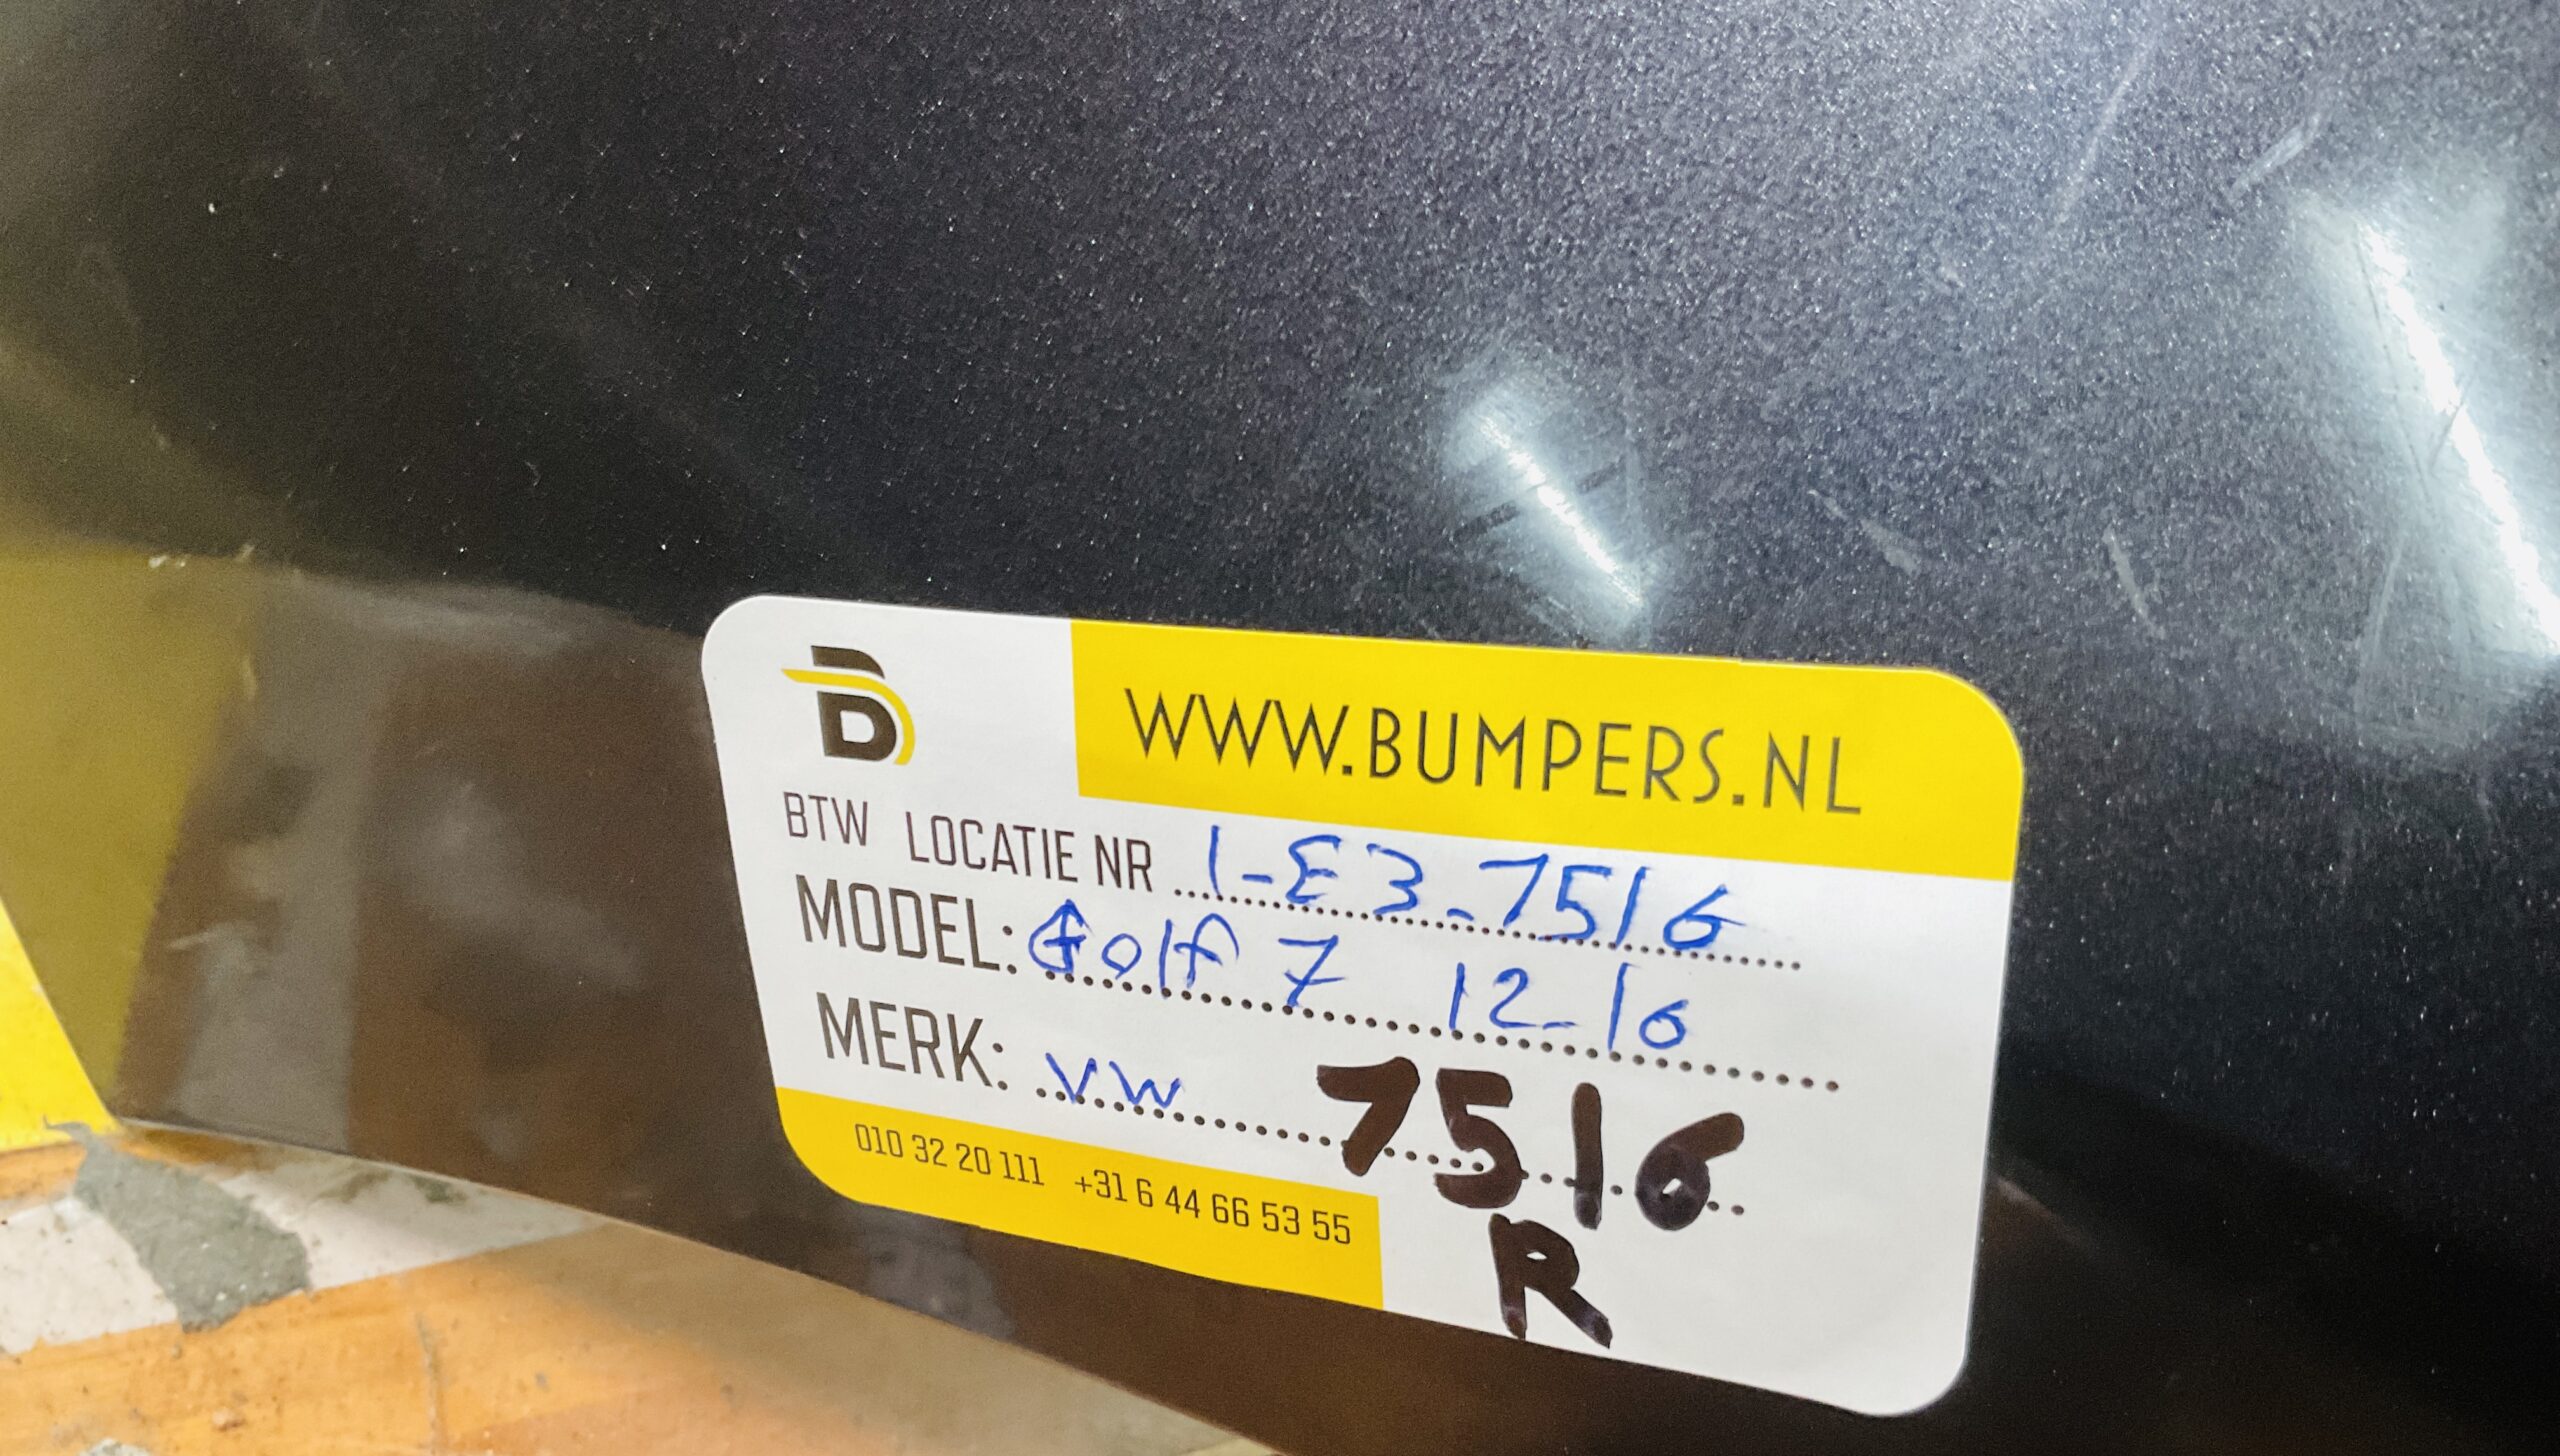 B
WWW.BUMPERS.NL
BTW LOCATIE NR 1-E3-7516
MODEL: Golf 7 12-16
MERK: VW
7516
R
010 32 20 111 +31 6 44 66 53 55